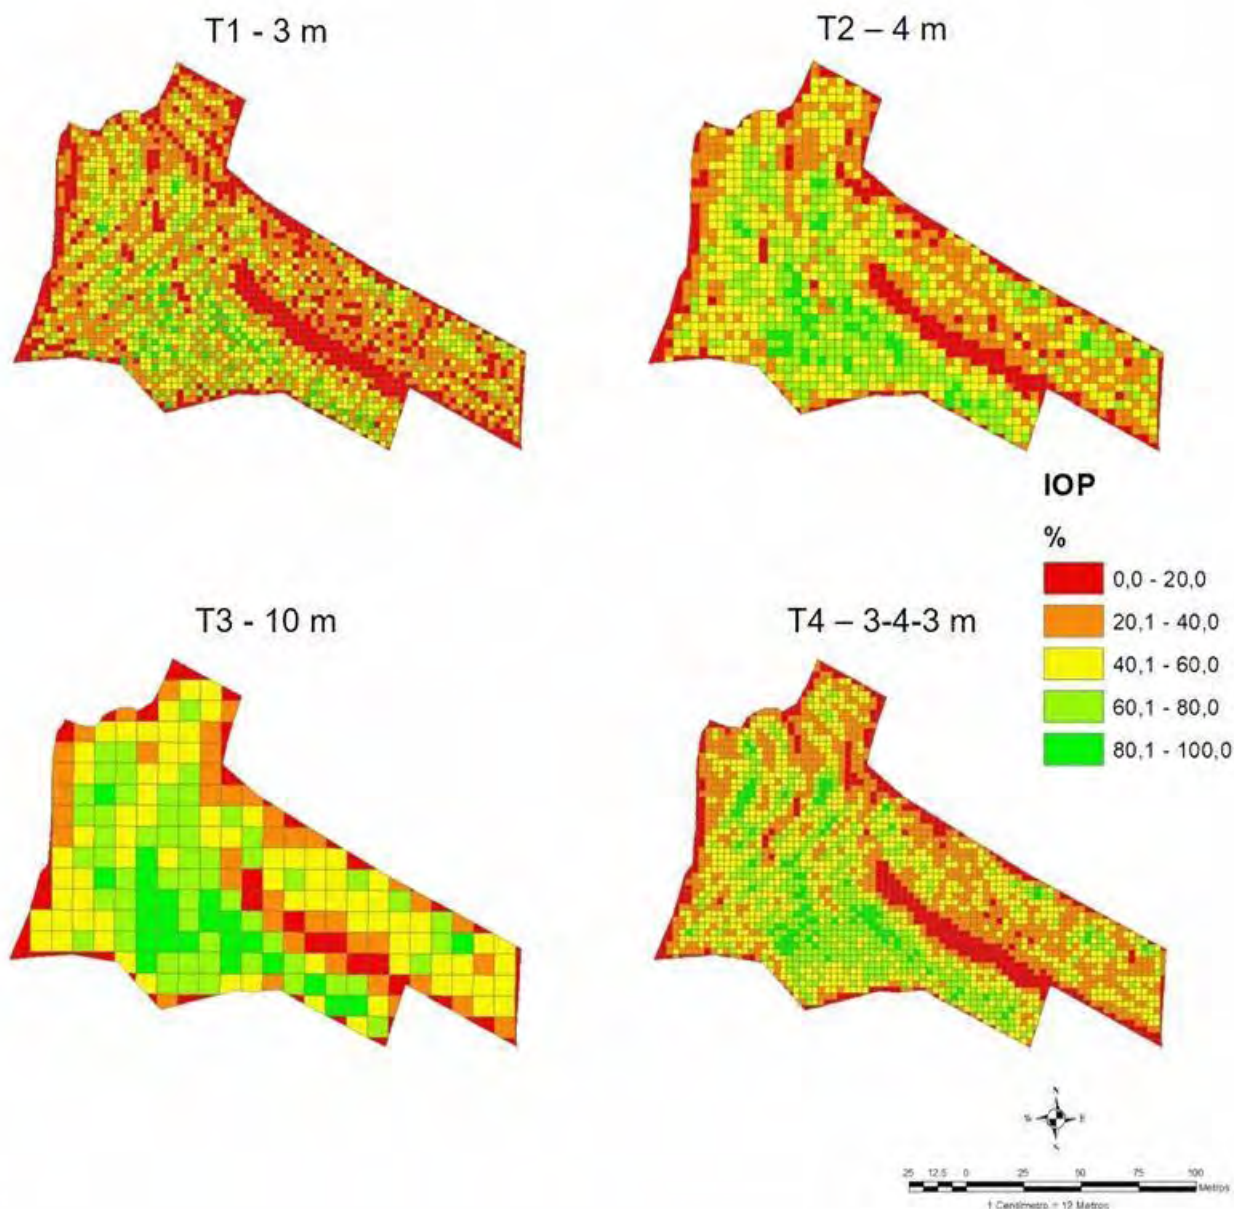 T1 - 3 m
T2 – 4 m
IOP
%
0,0 - 20,0
20,1 - 40,0
40,1 - 60,0
60,1 - 80,0
80,1 - 100,0
T3 - 10 m
T4 – 3-4-3 m
N
E
25 12.5 0 25 50 75 100
Metros
1 Centímetro = 12 Metros